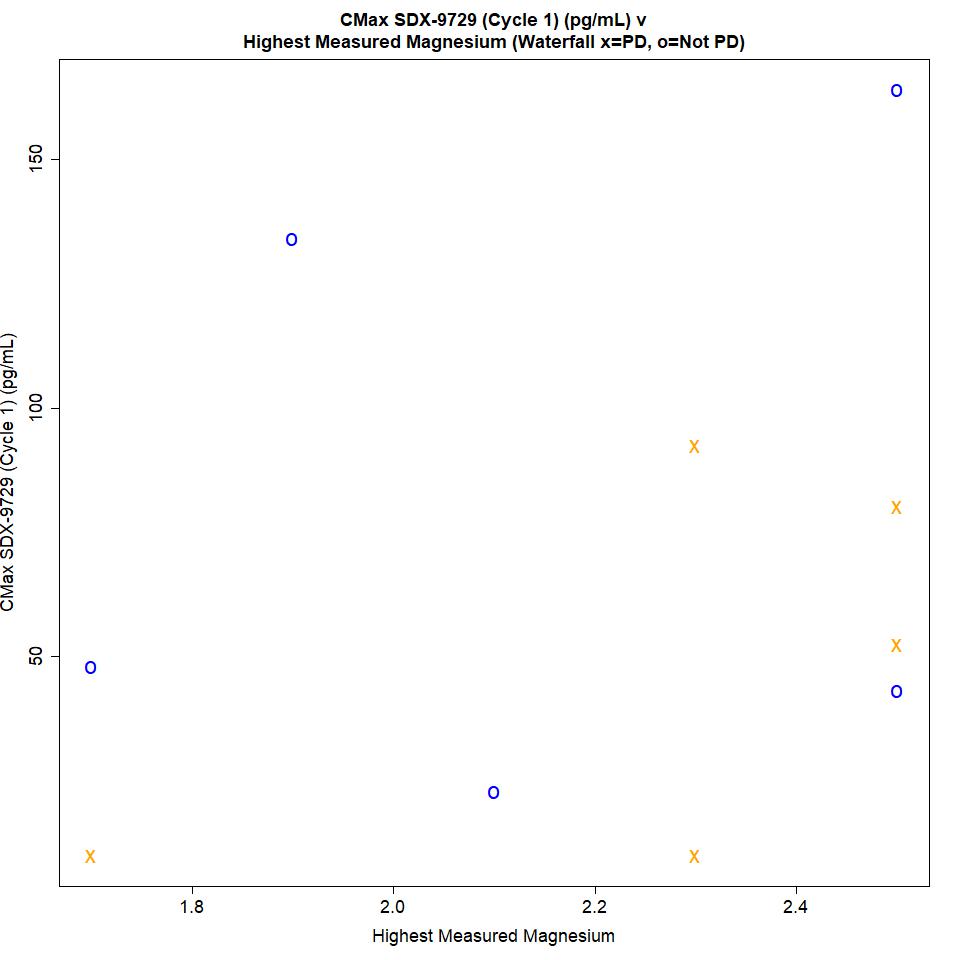 CMax SDX-9729 (Cycle 1) (pg/mL) v
Highest Measured Magnesium (Waterfall x=PD, o=Not PD)
CMax SDX-9729 (Cycle 1) (pg/mL)
150
100
50
o
o
x
x
x
o
o
o
x
x
1.8 2.0 2.2 2.4
Highest Measured Magnesium